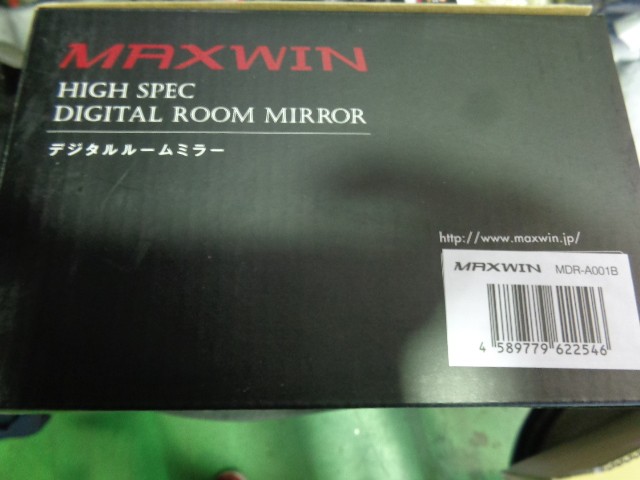 MAXWIN
HIGH SPEC
DIGITAL ROOM MIRROR
デジタルルームミラー
http://www.maxwin.jp/
MAXWIN MDR-A001B
4 589779 622546